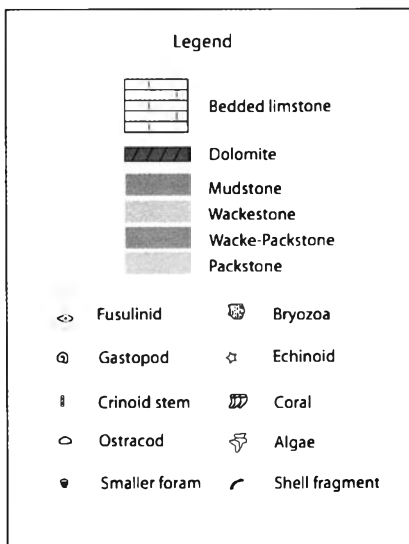 Legend
Bedded limstone
Dolomite
Mudstone
Wackestone
Wacke-Packstone
Packstone
Fusulinid Bryozoa
Gastopod Echinoid
Crinoid stem Coral
Ostracod Algae
Smaller foram Shell fragment